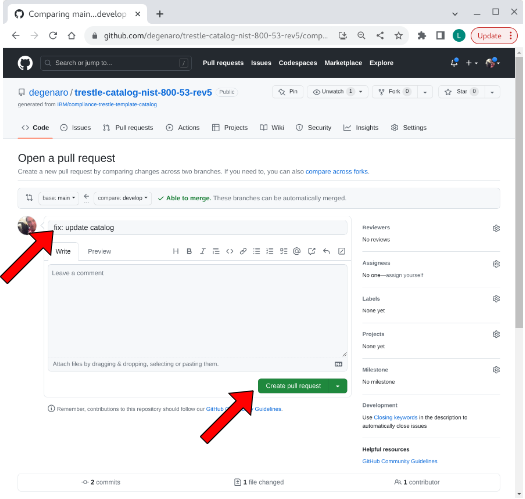 Comparing main...develop
github.com/degenaro/trestle-catalog-nist-800-53-rev5/comp...
L
Update
Search or jump to...
/
Pull requests Issues Codespaces Marketplace Explore
degenaro / trestle-catalog-nist-800-53-rev5 Public
generated from IBM/compliance-trestle-template-catalog
Pin
Unwatch 1
Fork 0
Star 0
Code Issues Pull requests Actions Projects Wiki Security Insights Settings
Open a pull request
Create a new pull request by comparing changes across two branches. If you need to, you can also compare across forks.
base: main compare: develop Able to merge. These branches can be automatically merged.
fix: update catalog
Write Preview
Leave a comment
Attach files by dragging & dropping, selecting or pasting them.
Create pull request
Remember, contributions to this repository should follow our Guidelines.
Reviewers
No reviews
Assignees
No one—assign yourself
Labels
None yet
Projects
None yet
Milestone
No milestone
Development
Use Closing keywords in the description to
automatically close issues
Helpful resources
GitHub Community Guidelines
2 commits
1 file changed
1 contributor